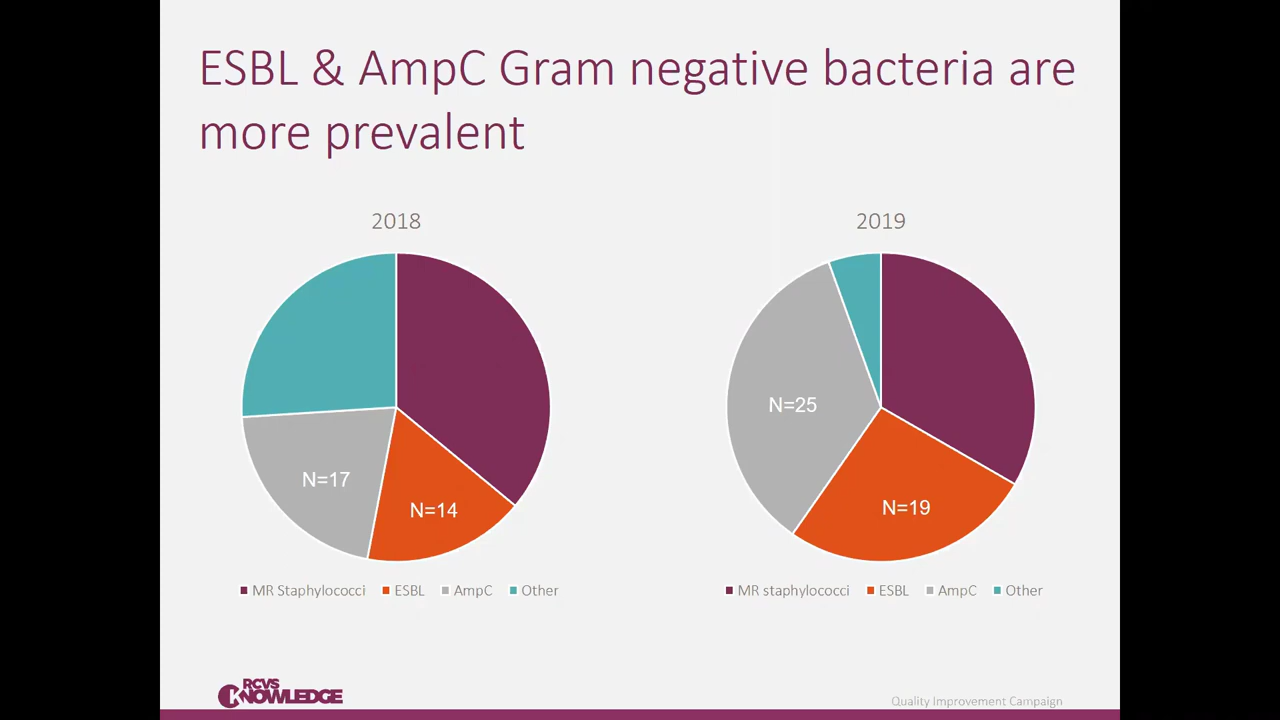 ESBL & AmpC Gram negative bacteria are
more prevalent
2018
N=17
N=14
MR Staphylococci ESBL AmpC Other
2019
N=25
N=19
MR staphylococci ESBL AmpC Other
RCVS
KNOWLEDGE
Quality Improvement Campaign